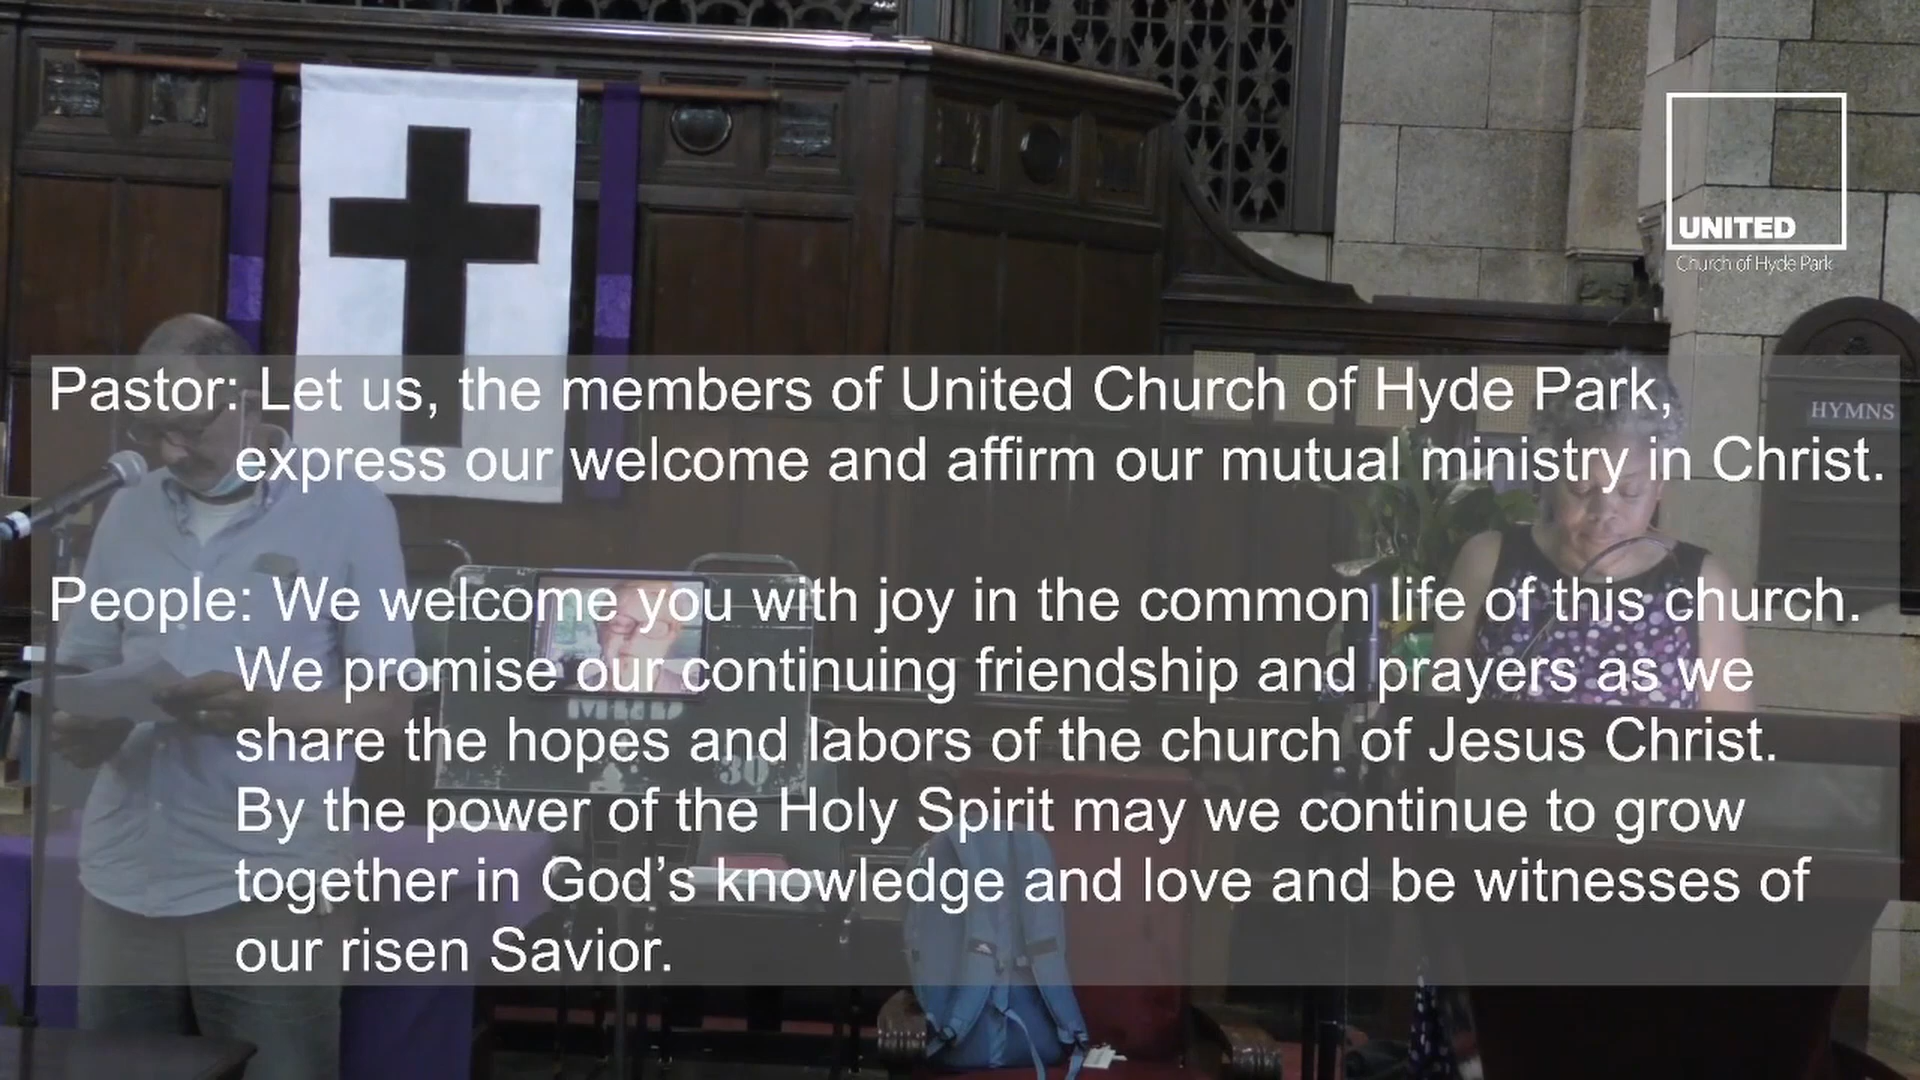 UNITED
Church of Hyde Park
HYMNS
Pastor: Let us, the members of United Church of Hyde Park,
express our welcome and affirm our mutual ministry in Christ.
People: We welcome you with joy in the common life of this church.
We promise our continuing friendship and prayers as we
share the hopes and labors of the church of Jesus Christ.
By the power of the Holy Spirit may we continue to grow
together in God’s knowledge and love and be witnesses of
our risen Savior.
30